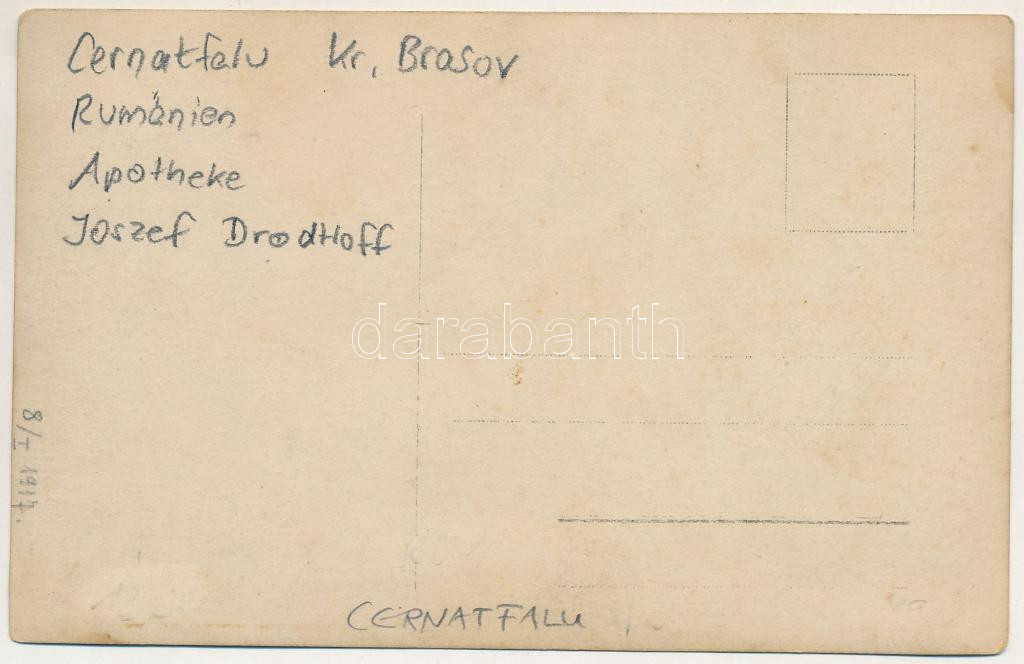 Cernatfalu Kr, Brasov
Rumänien
Apotheke
Joszef Drodtloff
darabanth
8/I 1917.
CERNATFALU